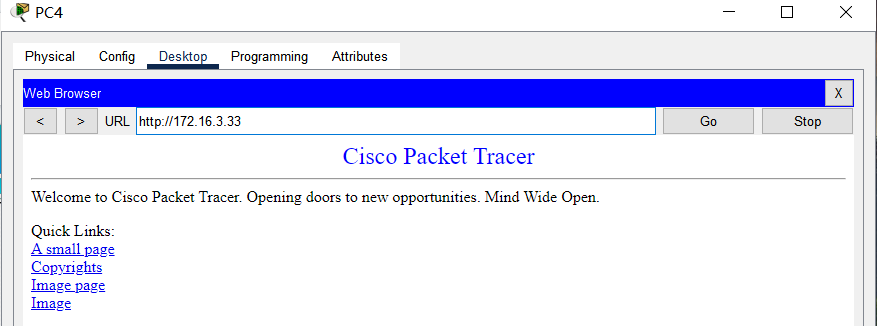 PC4
Physical Config Desktop Programming Attributes
Web Browser X
< > URL http://172.16.3.33 Go Stop
Cisco Packet Tracer
Welcome to Cisco Packet Tracer. Opening doors to new opportunities. Mind Wide Open.
Quick Links:
A small page
Copyrights
Image page
Image